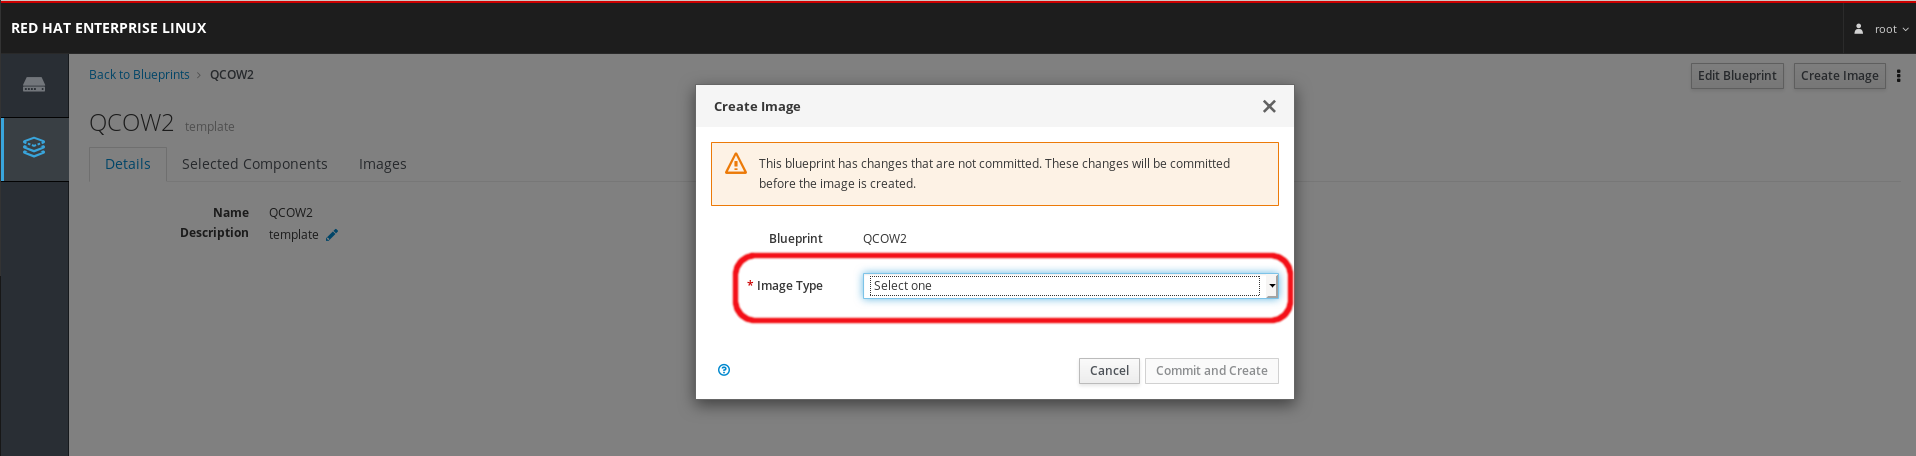 RED HAT ENTERPRISE LINUX
root
Back to Blueprints › QCOW2
Edit Blueprint
Create Image
QCOW2 template
Details
Selected Components
Images
Name QCOW2
Description template
Create Image
This blueprint has changes that are not committed. These changes will be committed
before the image is created.
Blueprint QCOW2
* Image Type Select one
Cancel
Commit and Create